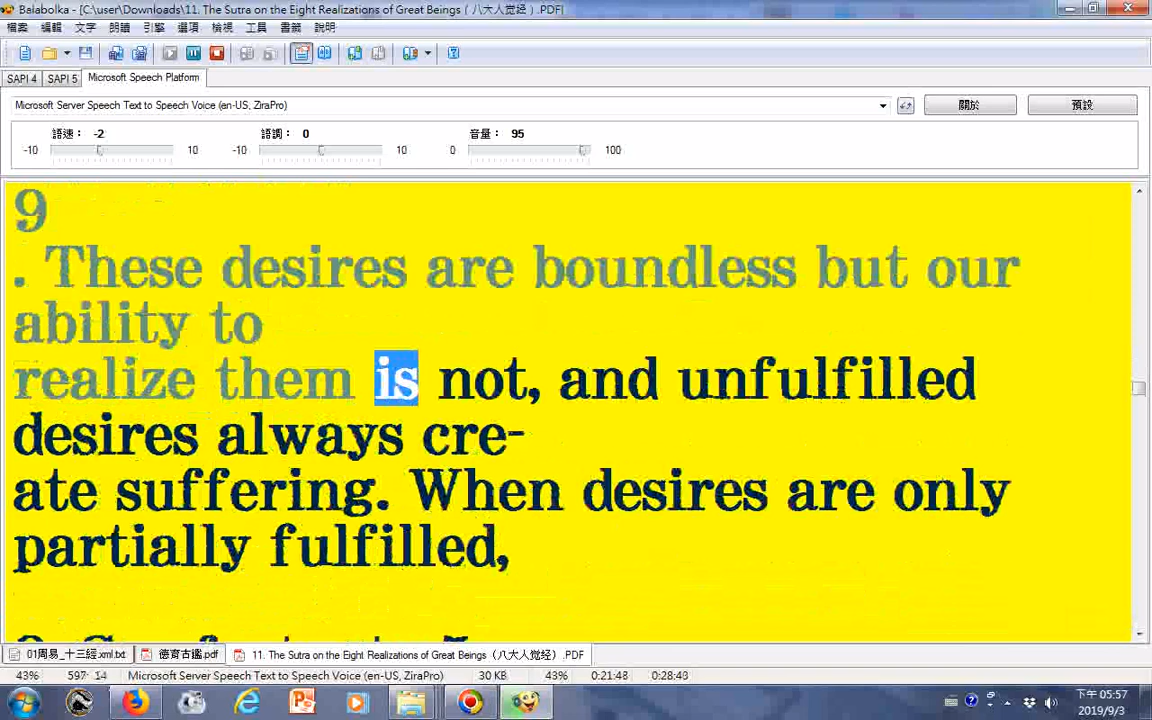 Balabolka - [C:\user\Downloads\11. The Sutra on the Eight Realizations of Great Beings（八大人觉经）.PDF]
檔案 編輯 文字 朗讀 引擎 選項 檢視 工具 書籤 說明
SAPI 4 SAPI 5 Microsoft Speech Platform
Microsoft Server Speech Text to Speech Voice (en-US, ZiraPro) 關於 預設
語速： -2 語調： 0 音量： 95
-10 10 -10 10 0 100
9
. These desires are boundless but our
ability to
realize them is not, and unfulfilled
desires always cre-
ate suffering. When desires are only
partially fulfilled,
01周易_十三經.xml.txt 德育古鑑.pdf 11. The Sutra on the Eight Realizations of Great Beings（八大人觉经）.PDF
43% 597: 14 Microsoft Server Speech Text to Speech Voice (en-US, ZiraPro) 30 KB 43% 0:21:48 0:28:43
下午 05:57
2019/9/3